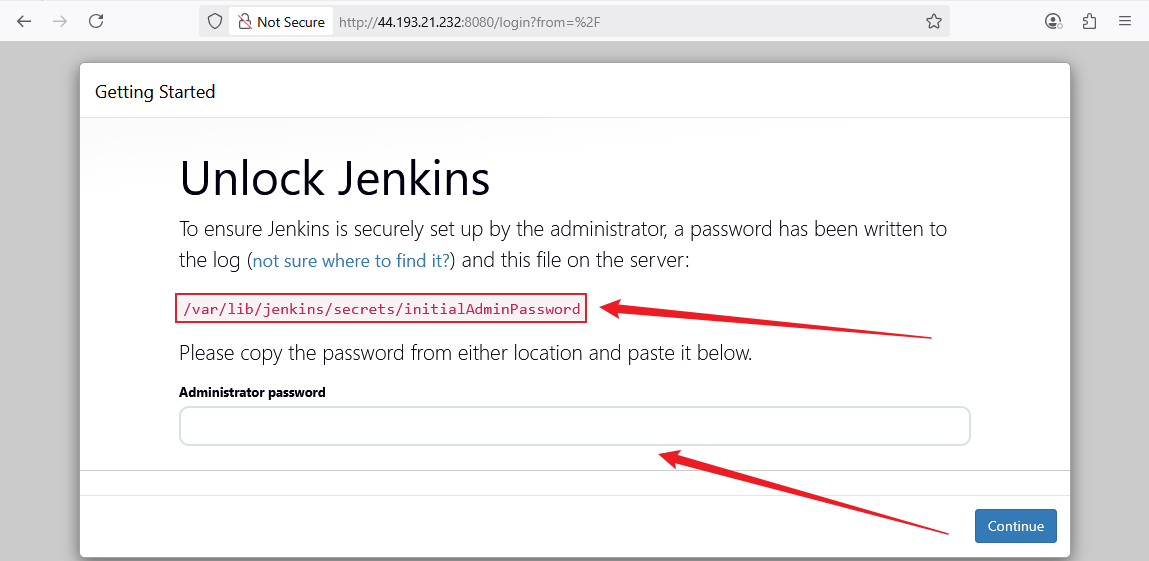 Not Secure http://44.193.21.232:8080/login?from=%2F
Getting Started
Unlock Jenkins
To ensure Jenkins is securely set up by the administrator, a password has been written to
the log (not sure where to find it?) and this file on the server:
/var/lib/jenkins/secrets/initialAdminPassword
Please copy the password from either location and paste it below.
Administrator password
Continue